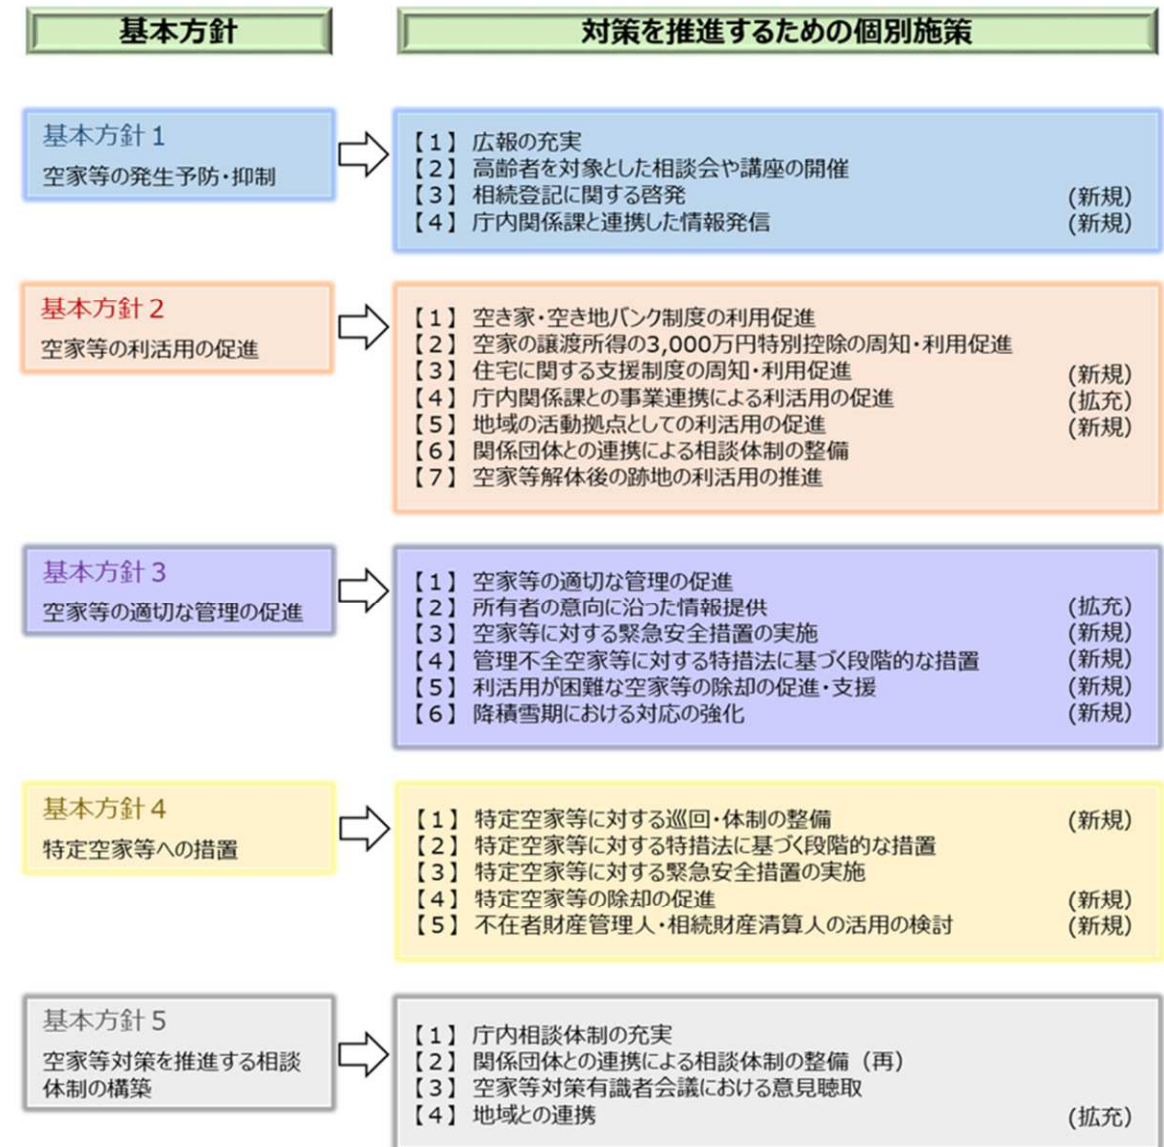 基本方針
対策を推進するための個別施策
基本方針1
空家等の発生予防・抑制
【1】広報の充実
【2】高齢者を対象とした相談会や講座の開催
【3】相続登記に関する啓発 (新規)
【4】庁内関係課と連携した情報発信 (新規)
基本方針2
空家等の利活用の促進
【1】空き家・空き地バンク制度の利用促進
【2】空家の譲渡所得の3,000万円特別控除の周知・利用促進
【3】住宅に関する支援制度の周知・利用促進 (新規)
【4】庁内関係課との事業連携による利活用の促進 (拡充)
【5】地域の活動拠点としての利活用の促進 (新規)
【6】関係団体との連携による相談体制の整備
【7】空家等解体後の跡地の利活用の推進
基本方針3
空家等の適切な管理の促進
【1】空家等の適切な管理の促進
【2】所有者の意向に沿った情報提供 (拡充)
【3】空家等に対する緊急安全措置の実施 (新規)
【4】管理不全空家等に対する特措法に基づく段階的な措置 (新規)
【5】利活用が困難な空家等の除却の促進・支援 (新規)
【6】降積雪期における対応の強化 (新規)
基本方針4
特定空家等への措置
【1】特定空家等に対する巡回・体制の整備 (新規)
【2】特定空家等に対する特措法に基づく段階的な措置
【3】特定空家等に対する緊急安全措置の実施
【4】特定空家等の除却の促進 (新規)
【5】不在者財産管理人・相続財産清算人の活用の検討 (新規)
基本方針5
空家等対策を推進する相談
体制の構築
【1】庁内相談体制の充実
【2】関係団体との連携による相談体制の整備（再）
【3】空家等対策有識者会議における意見聴取
【4】地域との連携 (拡充)